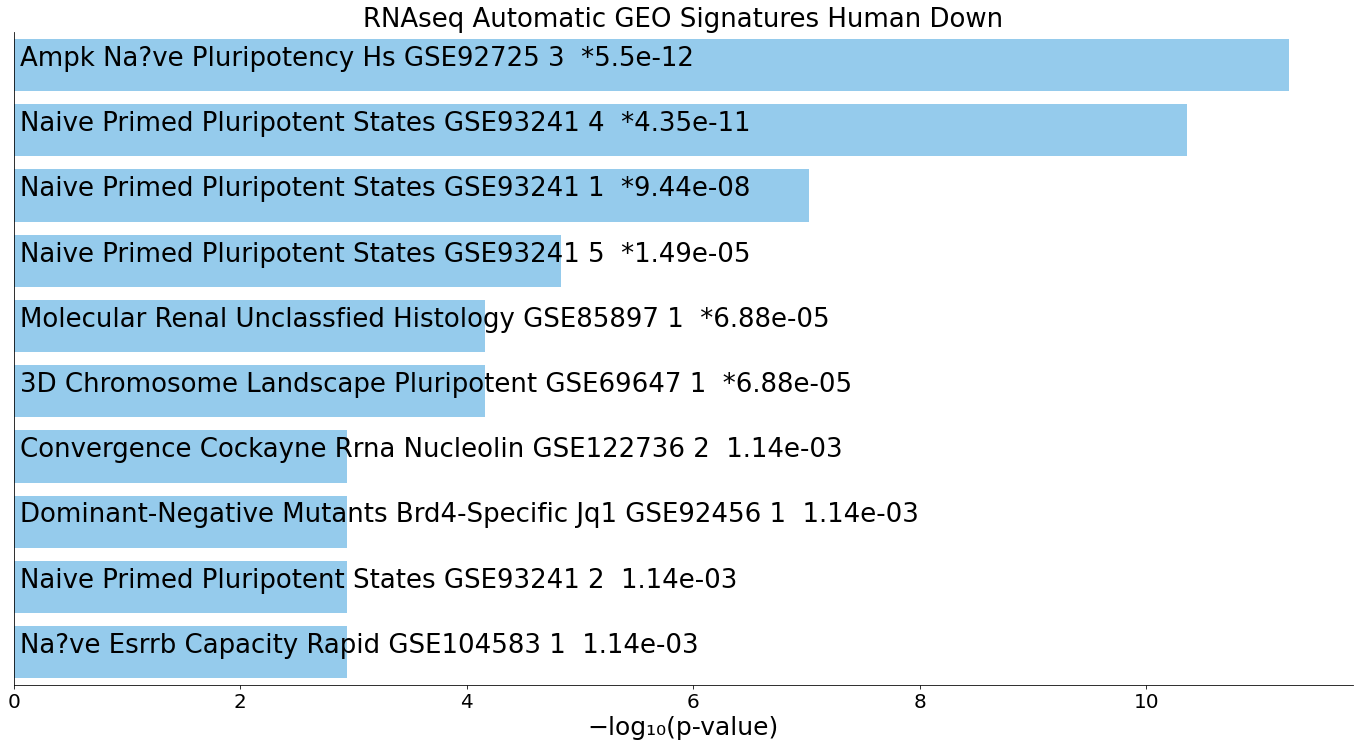 RNAseq Automatic GEO Signatures Human Down
Ampk Na?ve Pluripotency Hs GSE92725 3 *5.5e-12
Naive Primed Pluripotent States GSE93241 4 *4.35e-11
Naive Primed Pluripotent States GSE93241 1 *9.44e-08
Naive Primed Pluripotent States GSE93241 5 *1.49e-05
Molecular Renal Unclassfied Histology GSE85897 1 *6.88e-05
3D Chromosome Landscape Pluripotent GSE69647 1 *6.88e-05
Convergence Cockayne Rrna Nucleolin GSE122736 2 1.14e-03
Dominant-Negative Mutants Brd4-Specific Jq1 GSE92456 1 1.14e-03
Naive Primed Pluripotent States GSE93241 2 1.14e-03
Na?ve Esrrb Capacity Rapid GSE104583 1 1.14e-03
0 2 4 6 8 10
−log₁₀(p-value)